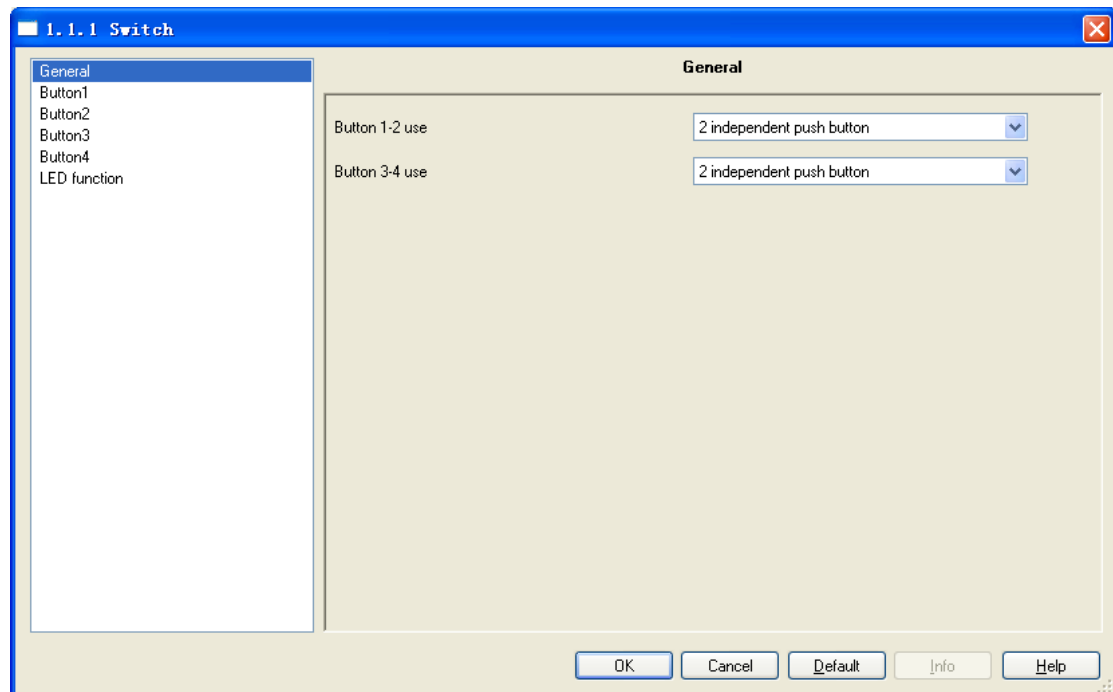 1.1.1 Switch
General
Button1
Button2
Button3
Button4
LED function
General
Button 1-2 use
2 independent push button
Button 3-4 use
2 independent push button
OK
Cancel
Default
Info
Help